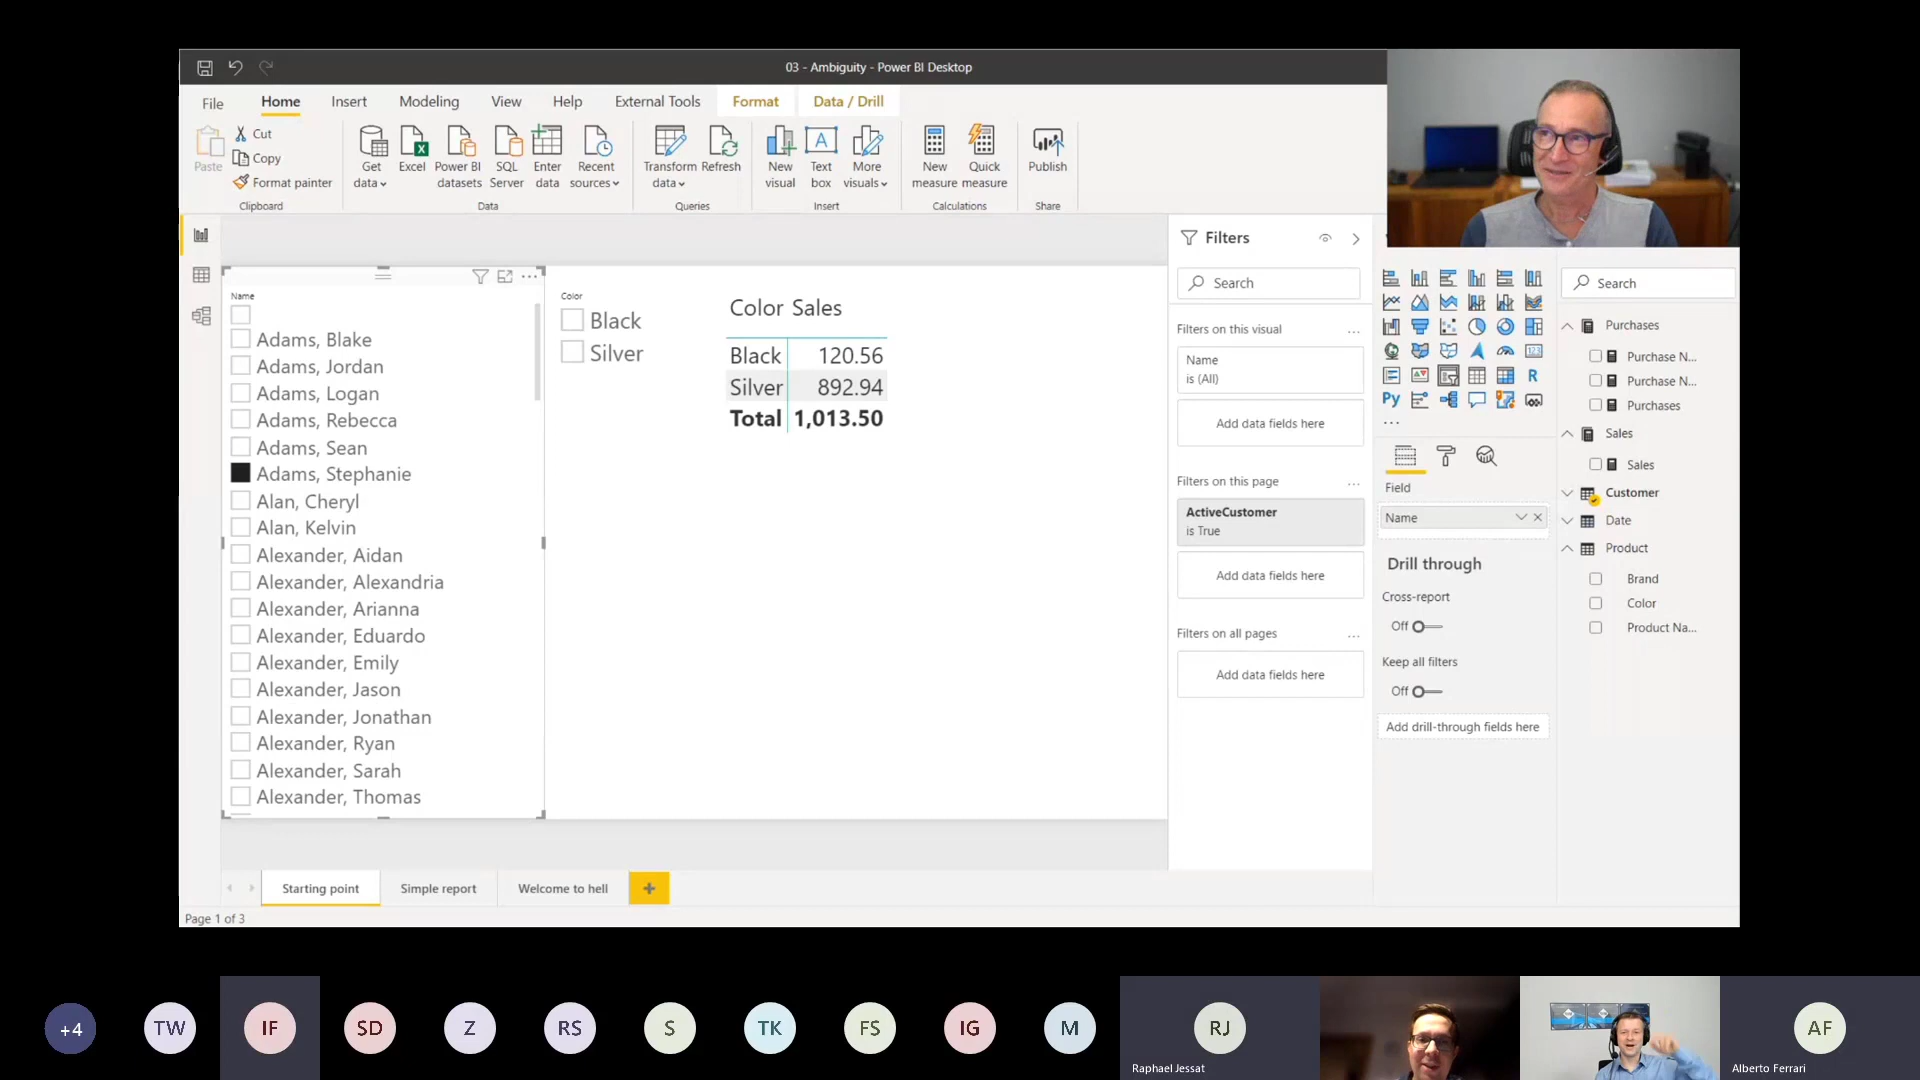 03 - Ambiguity - Power BI Desktop
File Home Insert Modeling View Help External Tools Format Data / Drill
Paste
Cut
Copy
Format painter
Clipboard
Get data
Excel
Power BI datasets
SQL Server
Enter data
Recent sources
Data
Transform data
Refresh
Queries
New visual
Text box
More visuals
Insert
New measure
Quick measure
Calculations
Publish
Share
Name
Adams, Blake
Adams, Jordan
Adams, Logan
Adams, Rebecca
Adams, Sean
Adams, Stephanie
Alan, Cheryl
Alan, Kelvin
Alexander, Aidan
Alexander, Alexandria
Alexander, Arianna
Alexander, Eduardo
Alexander, Emily
Alexander, Jason
Alexander, Jonathan
Alexander, Ryan
Alexander, Sarah
Alexander, Thomas
Color
Black
Silver
Color Sales
Black 120.56
Silver 892.94
Total 1,013.50
Filters
Search
Filters on this visual
...
Name
is (All)
Add data fields here
Filters on this page
...
ActiveCustomer
is True
Add data fields here
Filters on all pages
...
Add data fields here
123
R
Py
...
Field
Name
Drill through
Cross-report
Off
Keep all filters
Off
Add drill-through fields here
Search
Purchases
Purchase N...
Purchase N...
Purchases
Sales
Sales
Customer
Date
Product
Brand
Color
Product Na...
Starting point
Simple report
Welcome to hell
+
Page 1 of 3
+4
TW
IF
SD
Z
RS
S
TK
FS
IG
M
RJ
Raphael Jessat
AF
Alberto Ferrari